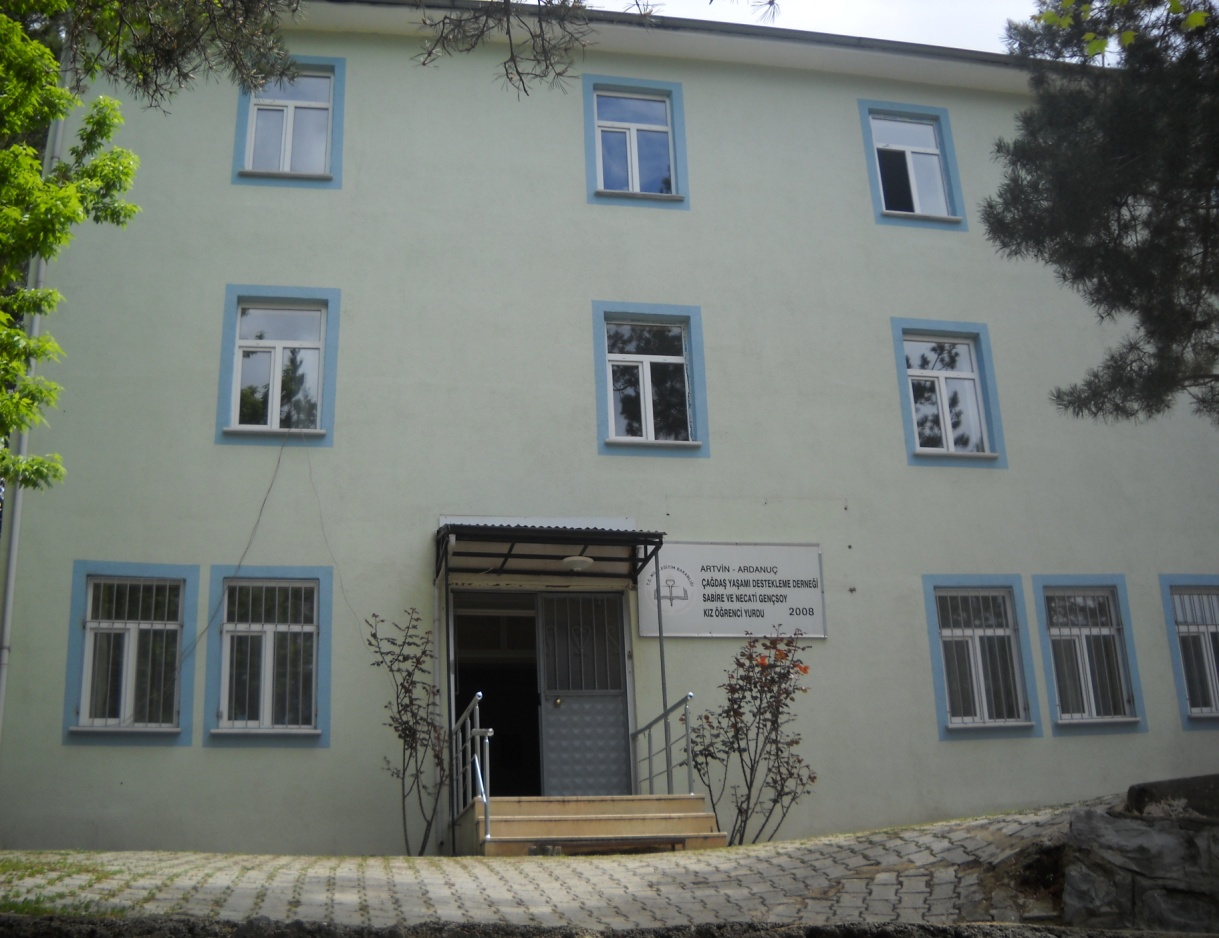 ARTVİN - ARDANUÇ
ÇAĞDAŞ YAŞAMI DESTEKLEME DERNEĞİ
SABİRE VE NECATİ GENÇSOY
KIZ ÖĞRENCİ YURDU 2008